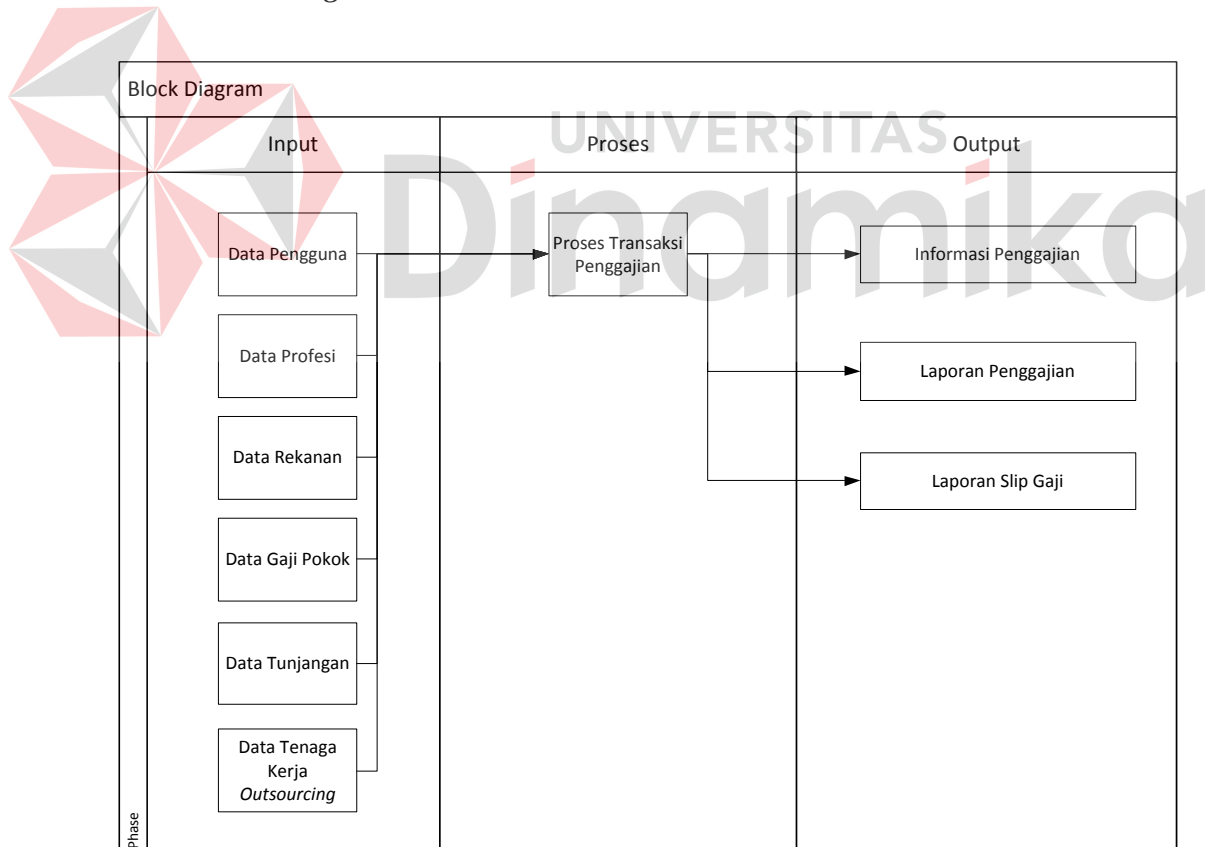 Block Diagram
UNIVERSITAS
Dinamika
Input
Proses
Output
Data Pengguna
Proses Transaksi
Penggajian
Informasi Penggajian
Data Profesi
Laporan Penggajian
Data Rekanan
Laporan Slip Gaji
Data Gaji Pokok
Data Tunjangan
Data Tenaga
Kerja
Outsourcing
Phase